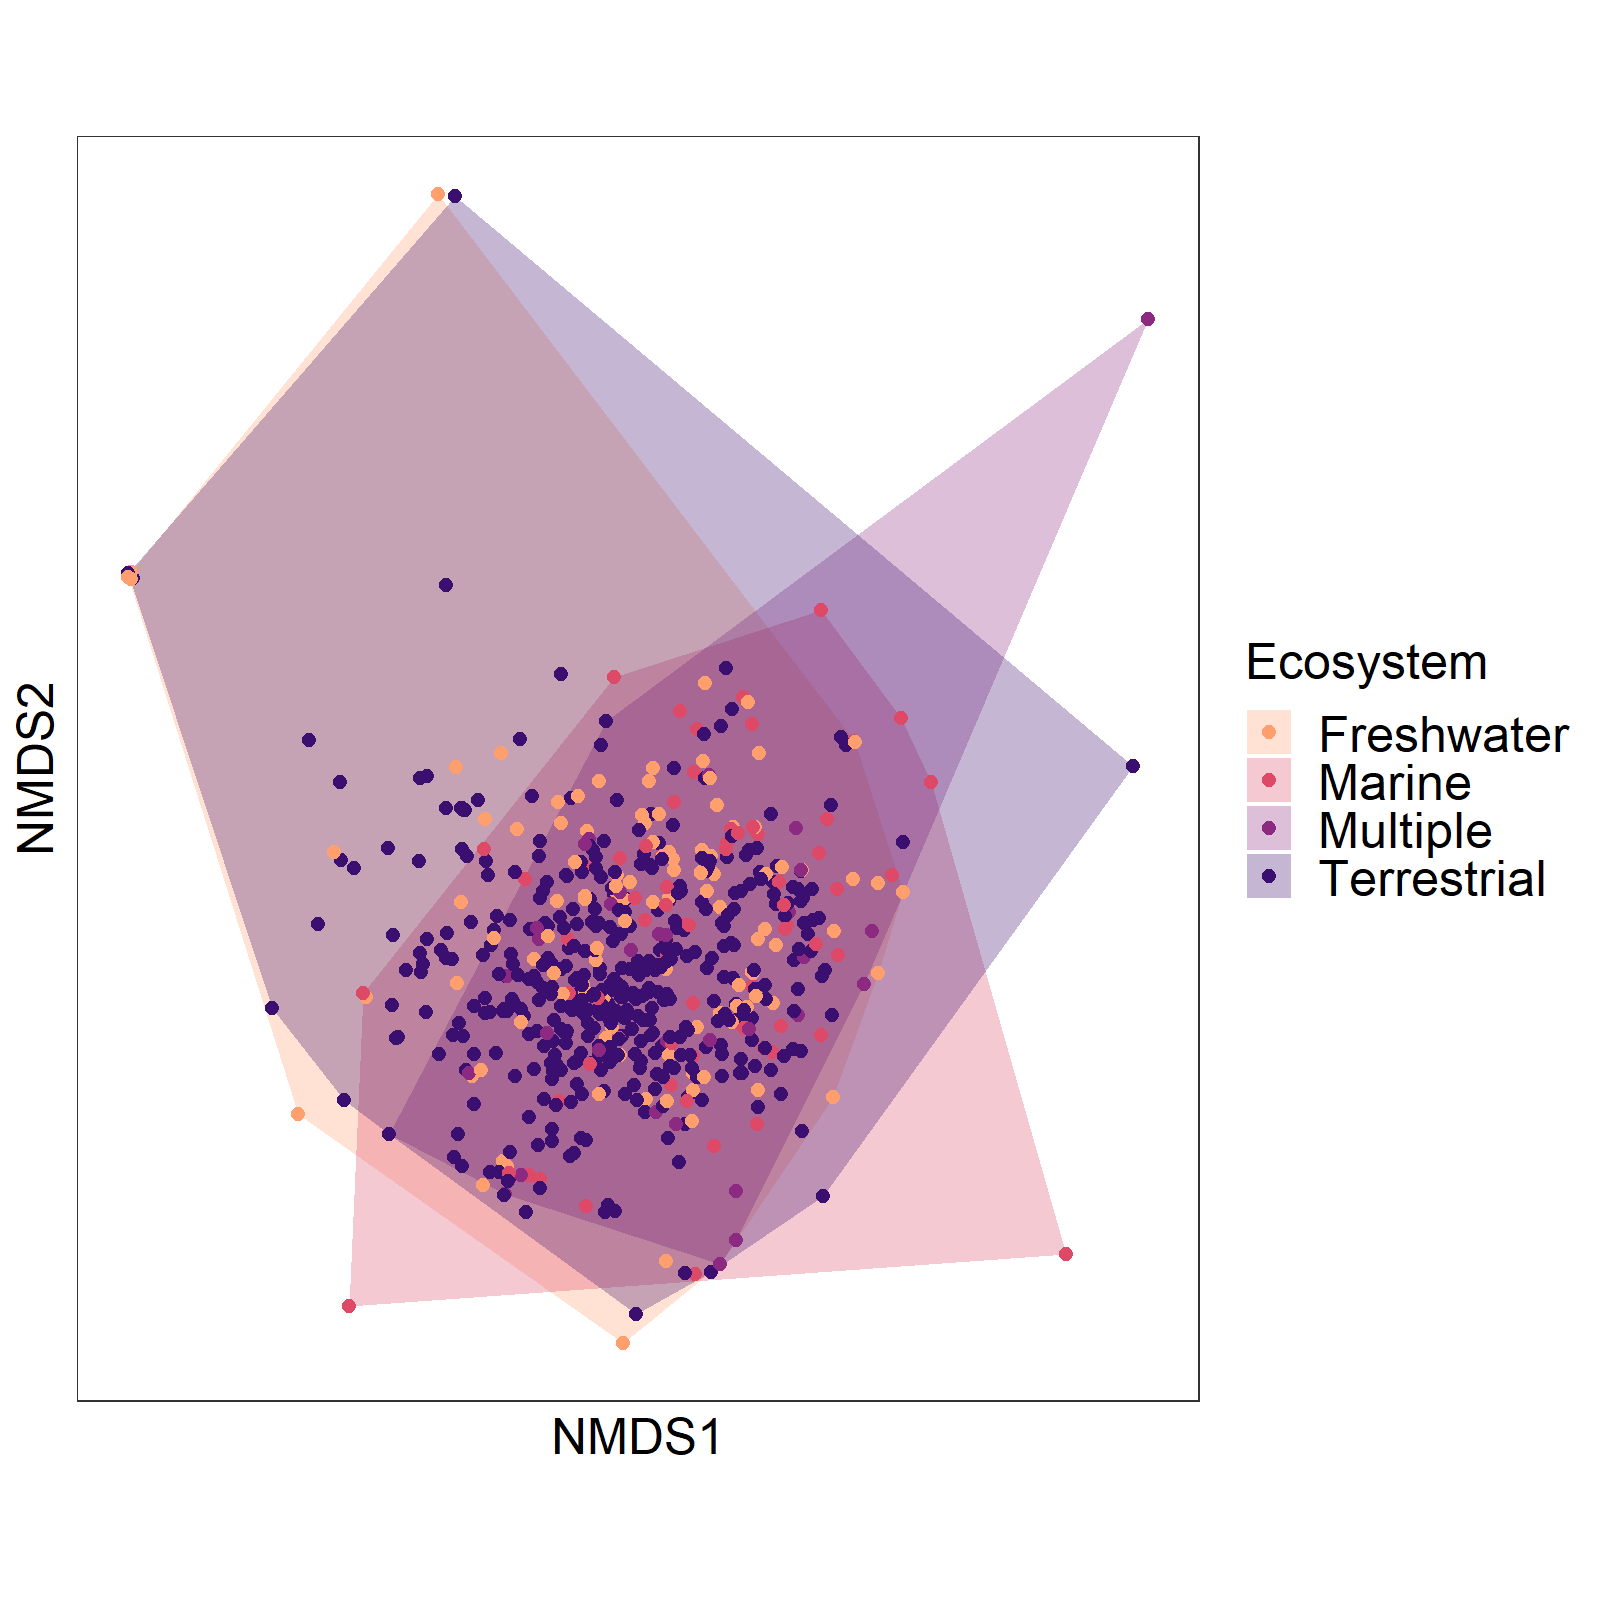 NMDS2
NMDS1
Ecosystem
Freshwater
Marine
Multiple
Terrestrial